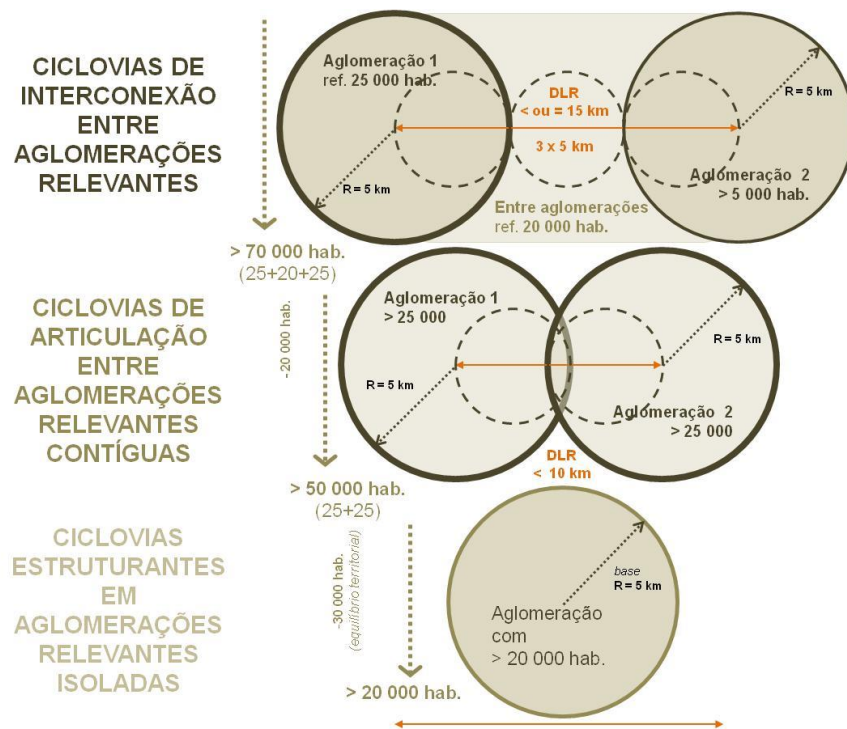 CICLOVIAS DE
INTERCONEXÃO
ENTRE
AGLOMERAÇÕES
RELEVANTES
Aglomeração 1
ref. 25 000 hab.
R = 5 km
DLR
< ou = 15 km
3 x 5 km
R = 5 km
Aglomeração 2
> 5 000 hab.
Entre aglomerações
ref. 20 000 hab.
> 70 000 hab.
(25+20+25)
CICLOVIAS DE
ARTICULAÇÃO
ENTRE
AGLOMERAÇÕES
RELEVANTES
CONTÍGUAS
-20 000 hab.
Aglomeração 1
> 25 000
R = 5 km
R = 5 km
Aglomeração 2
> 25 000
DLR
< 10 km
> 50 000 hab.
(25+25)
CICLOVIAS
ESTRUTURANTES
EM
AGLOMERAÇÕES
RELEVANTES
ISOLADAS
-30 000 hab.
(equilíbrio territorial)
base
R = 5 km
Aglomeração
com
> 20 000 hab.
> 20 000 hab.